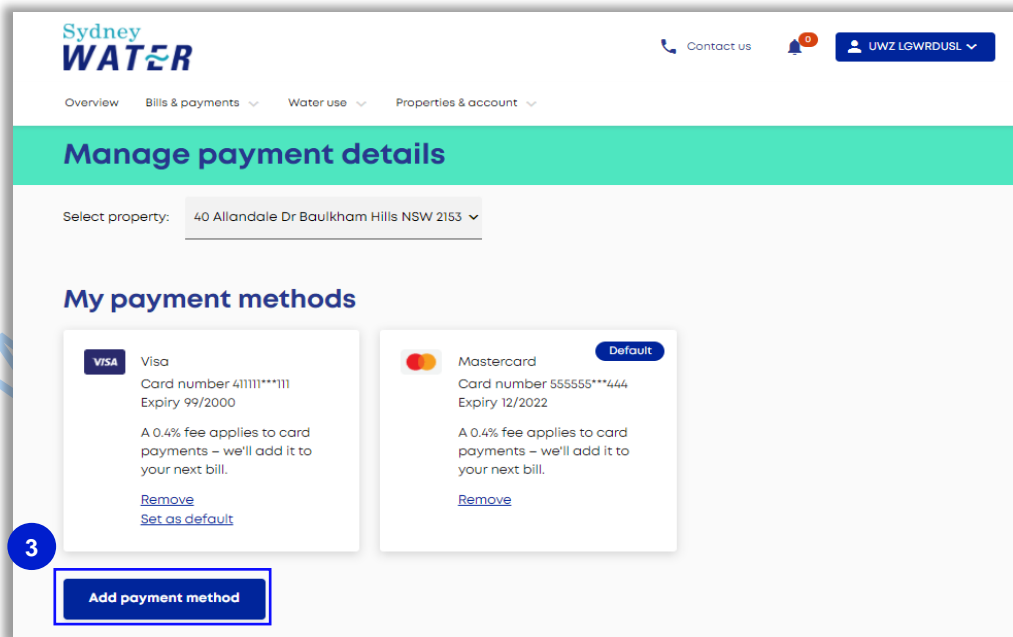 Sydney
WATER
Contact us
0
UWZ LGWRDUSL
Overview Bills & payments Water use Properties & account
Manage payment details
Select property: 40 Allandale Dr Baulkham Hills NSW 2153
My payment methods
VISA Visa
Card number 411111***111
Expiry 99/2000
A 0.4% fee applies to card
payments – we'll add it to
your next bill.
Remove
Set as default
Default
Mastercard
Card number 555555***444
Expiry 12/2022
A 0.4% fee applies to card
payments – we'll add it to
your next bill.
Remove
3
Add payment method